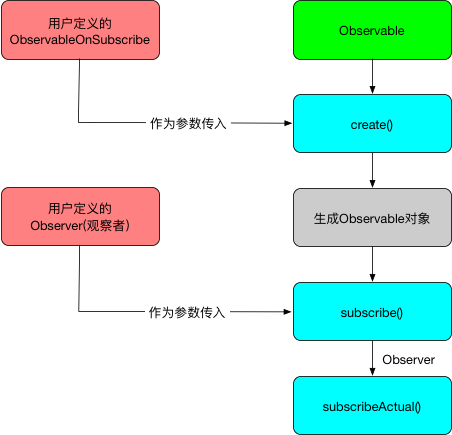 用户定义的
ObservableOnSubscribe
Observable
作为参数传入
create()
用户定义的
Observer(观察者)
生成Observable对象
作为参数传入
subscribe()
Observer
subscribeActual()